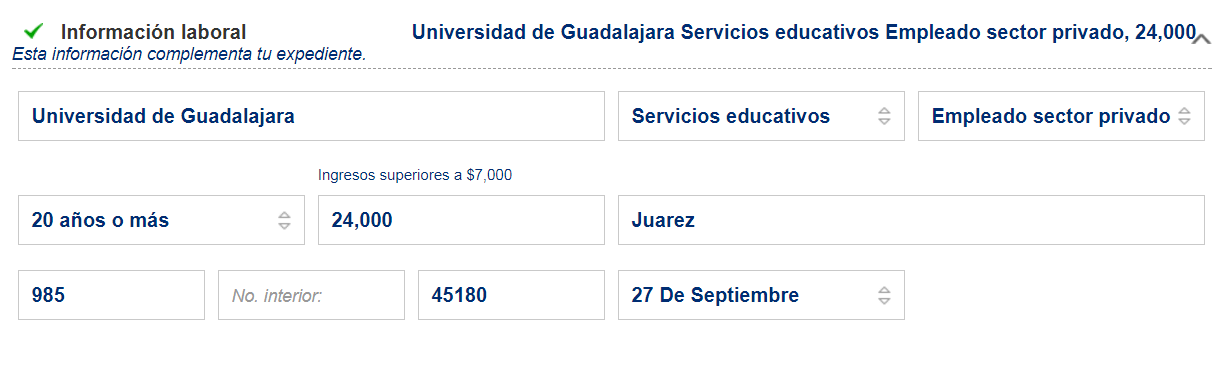 Información laboral
Universidad de Guadalajara Servicios educativos Empleado sector privado, 24,000
Esta información complementa tu expediente.
Universidad de Guadalajara
Servicios educativos
Empleado sector privado
Ingresos superiores a $7,000
20 años o más
24,000
Juarez
985
No. interior:
45180
27 De Septiembre